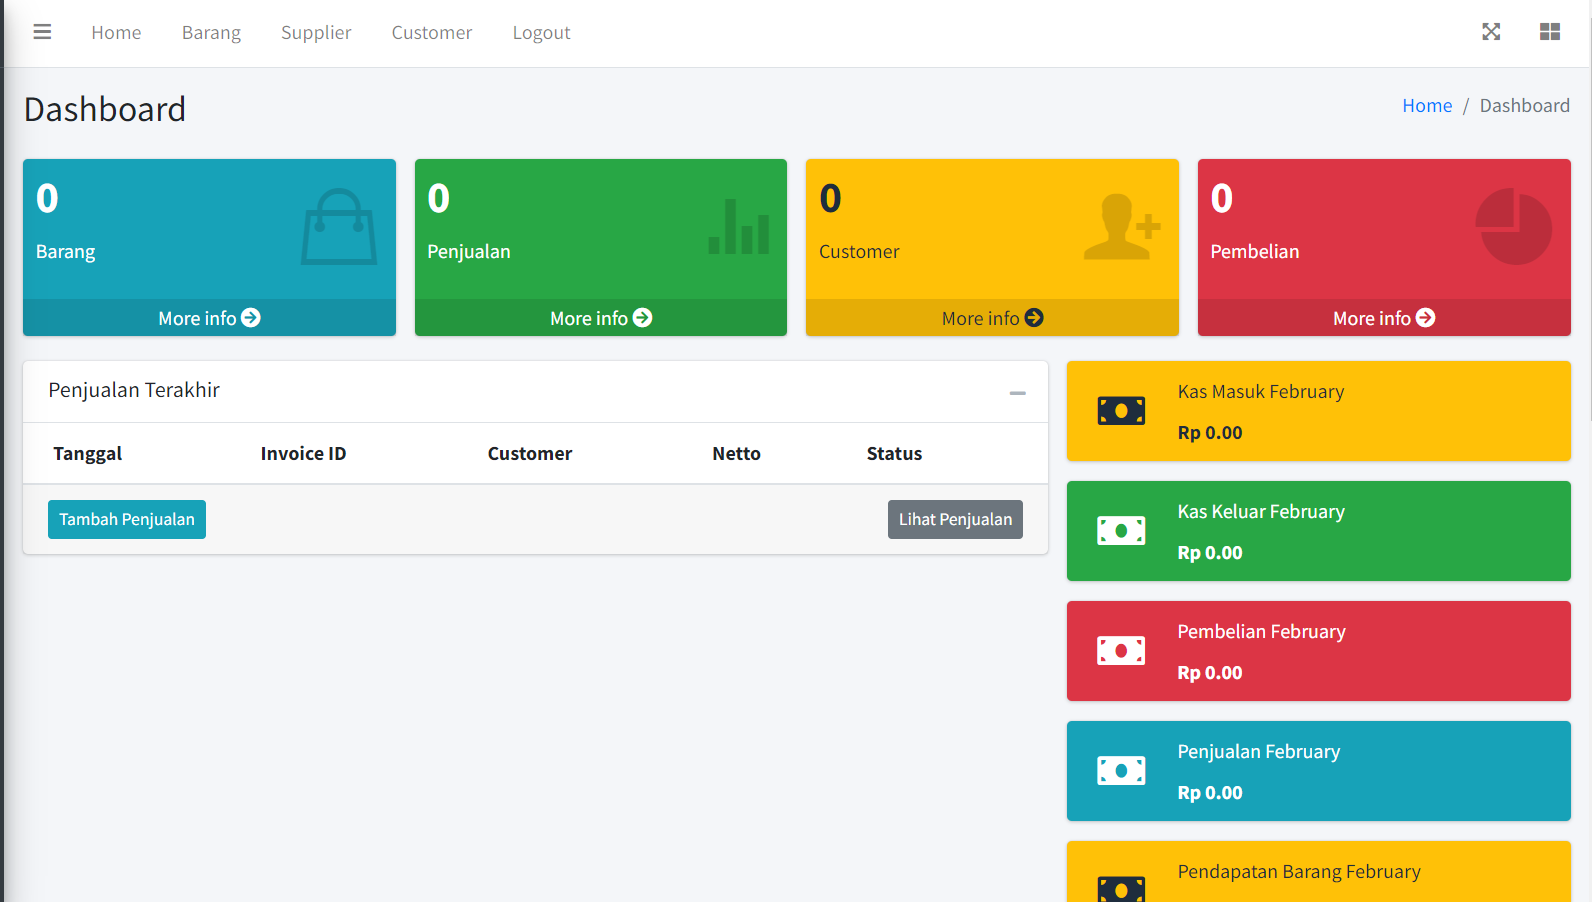 Home Barang Supplier Customer Logout
Dashboard
Home / Dashboard
0
Barang
More info
0
Penjualan
More info
0
Customer
More info
0
Pembelian
More info
Penjualan Terakhir
Tanggal Invoice ID Customer Netto Status
Tambah Penjualan Lihat Penjualan
Kas Masuk February
Rp 0.00
Kas Keluar February
Rp 0.00
Pembelian February
Rp 0.00
Penjualan February
Rp 0.00
Pendapatan Barang February